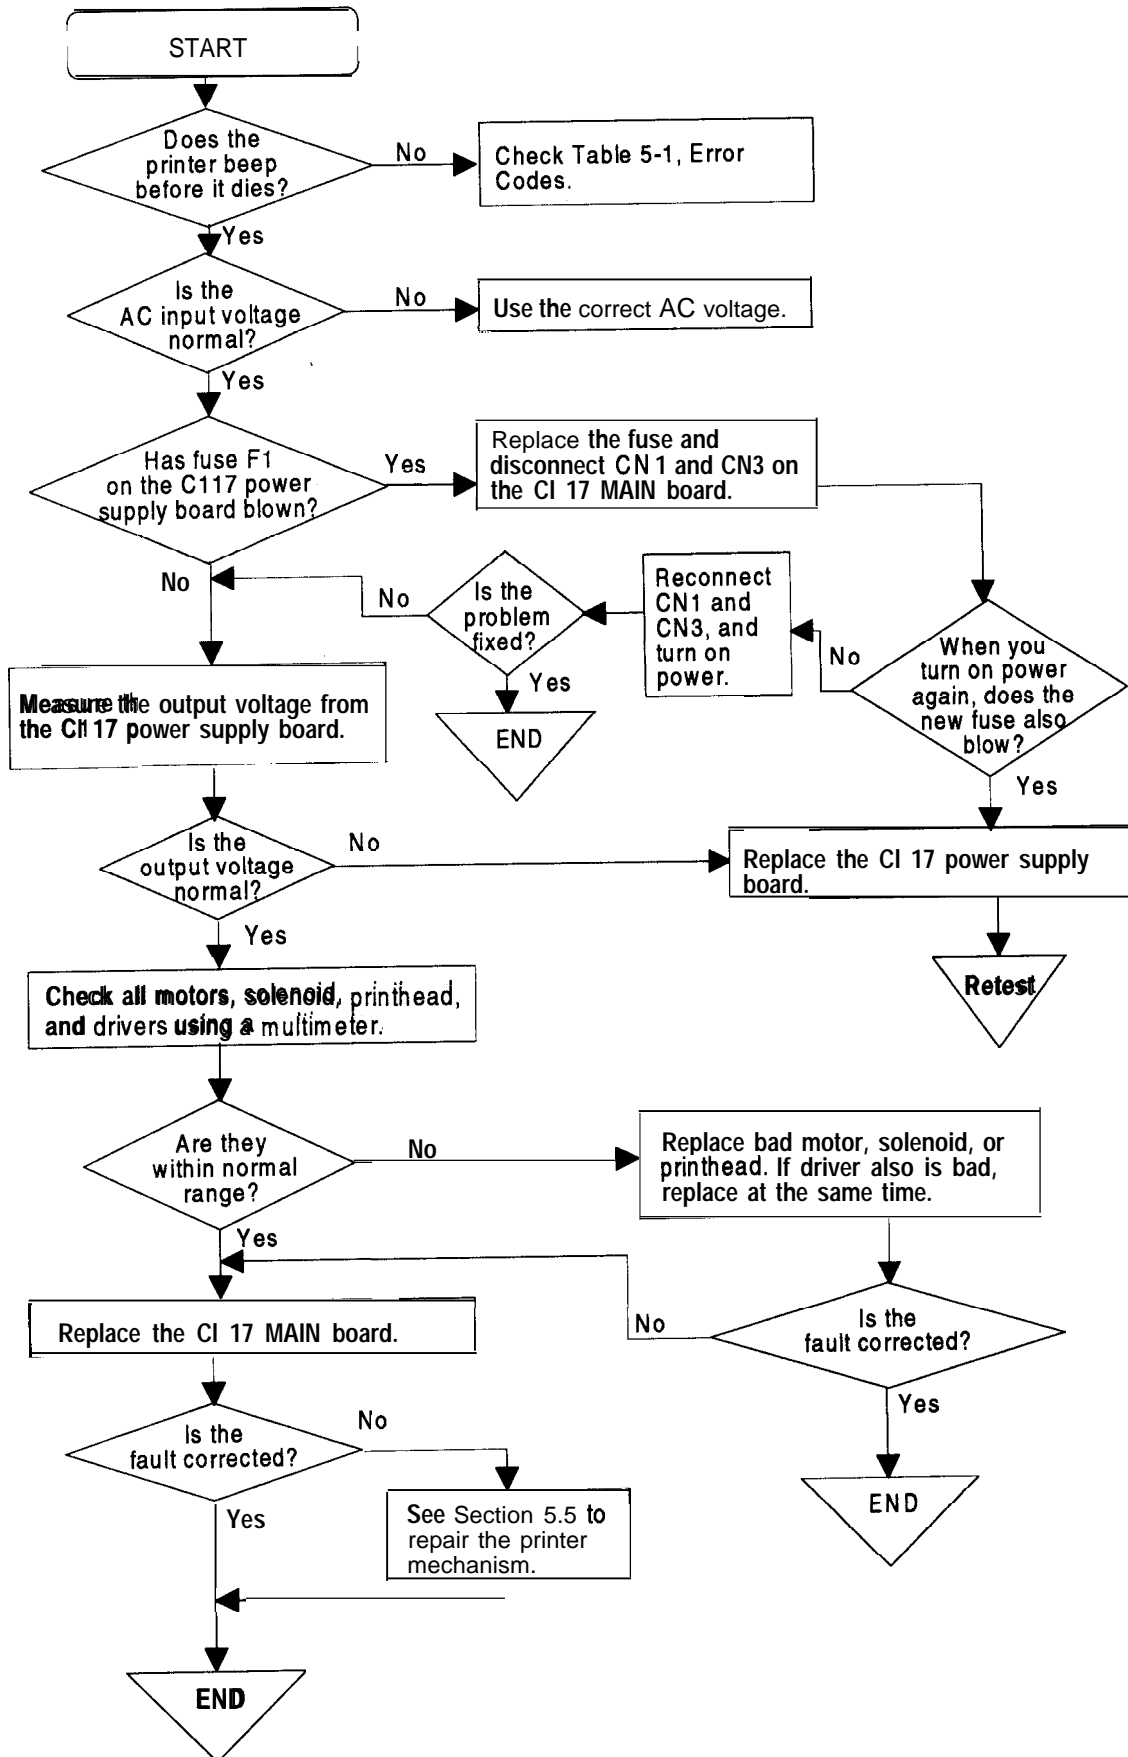 START
Does the
printer beep
before it dies?
No
Check Table 5-1, Error
Codes.
Yes
Is the
AC input voltage
normal?
No
Use the correct AC voltage.
Yes
Has fuse F1
on the C117 power
supply board blown?
Yes
Replace the fuse and
disconnect CN1 and CN3 on
the CI 17 MAIN board.
No
When you
turn on power
again, does the
new fuse also
blow?
No
Reconnect
CN1 and
CN3, and
turn on
power.
Is the
problem
fixed?
No
Yes
END
Yes
Measure the output voltage from
the CI 17 power supply board.
Is the
output voltage
normal?
No
Replace the CI 17 power supply
board.
Retest
Yes
Check all motors, solenoid, printhead,
and drivers using a multimeter.
Are they
within normal
range?
No
Replace bad motor, solenoid, or
printhead. If driver also is bad,
replace at the same time.
Yes
Is the
fault corrected?
No
Yes
END
Replace the CI 17 MAIN board.
Is the
fault corrected?
No
See Section 5.5 to
repair the printer
mechanism.
Yes
END